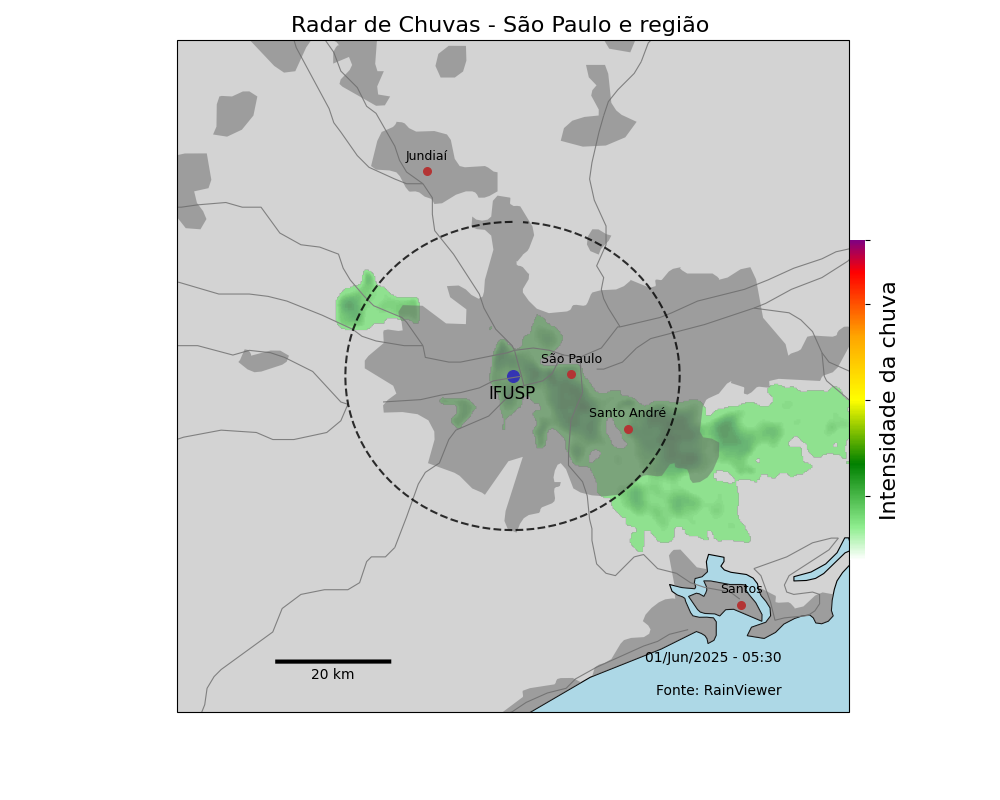 Radar de Chuvas - São Paulo e região
Jundiaí
São Paulo
IFUSP
Santo André
Intensidade da chuva
Santos
01/Jun/2025 - 05:30
20 km
Fonte: RainViewer